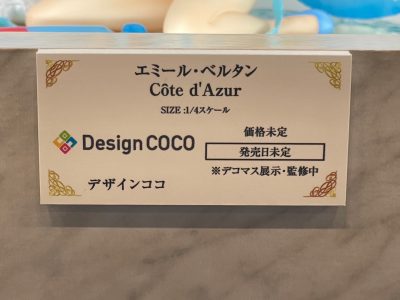 エミール・ベルタン
Côte d'Azur
SIZE :1/4スケール
Design COCO
価格未定
発売日未定
※デコマス展示・監修中
デザインココ